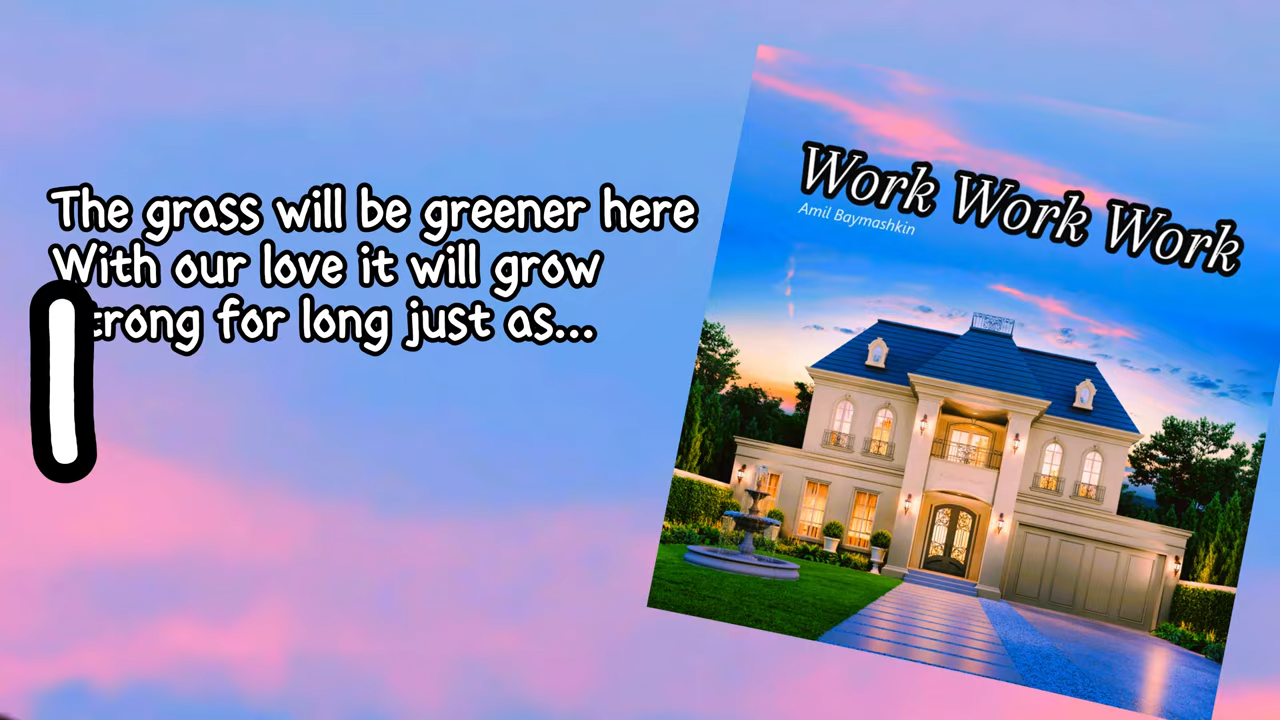 The grass will be greener here
With our love it will grow
trong for long just as...
I
Work Work Work
Amil Baymashkin